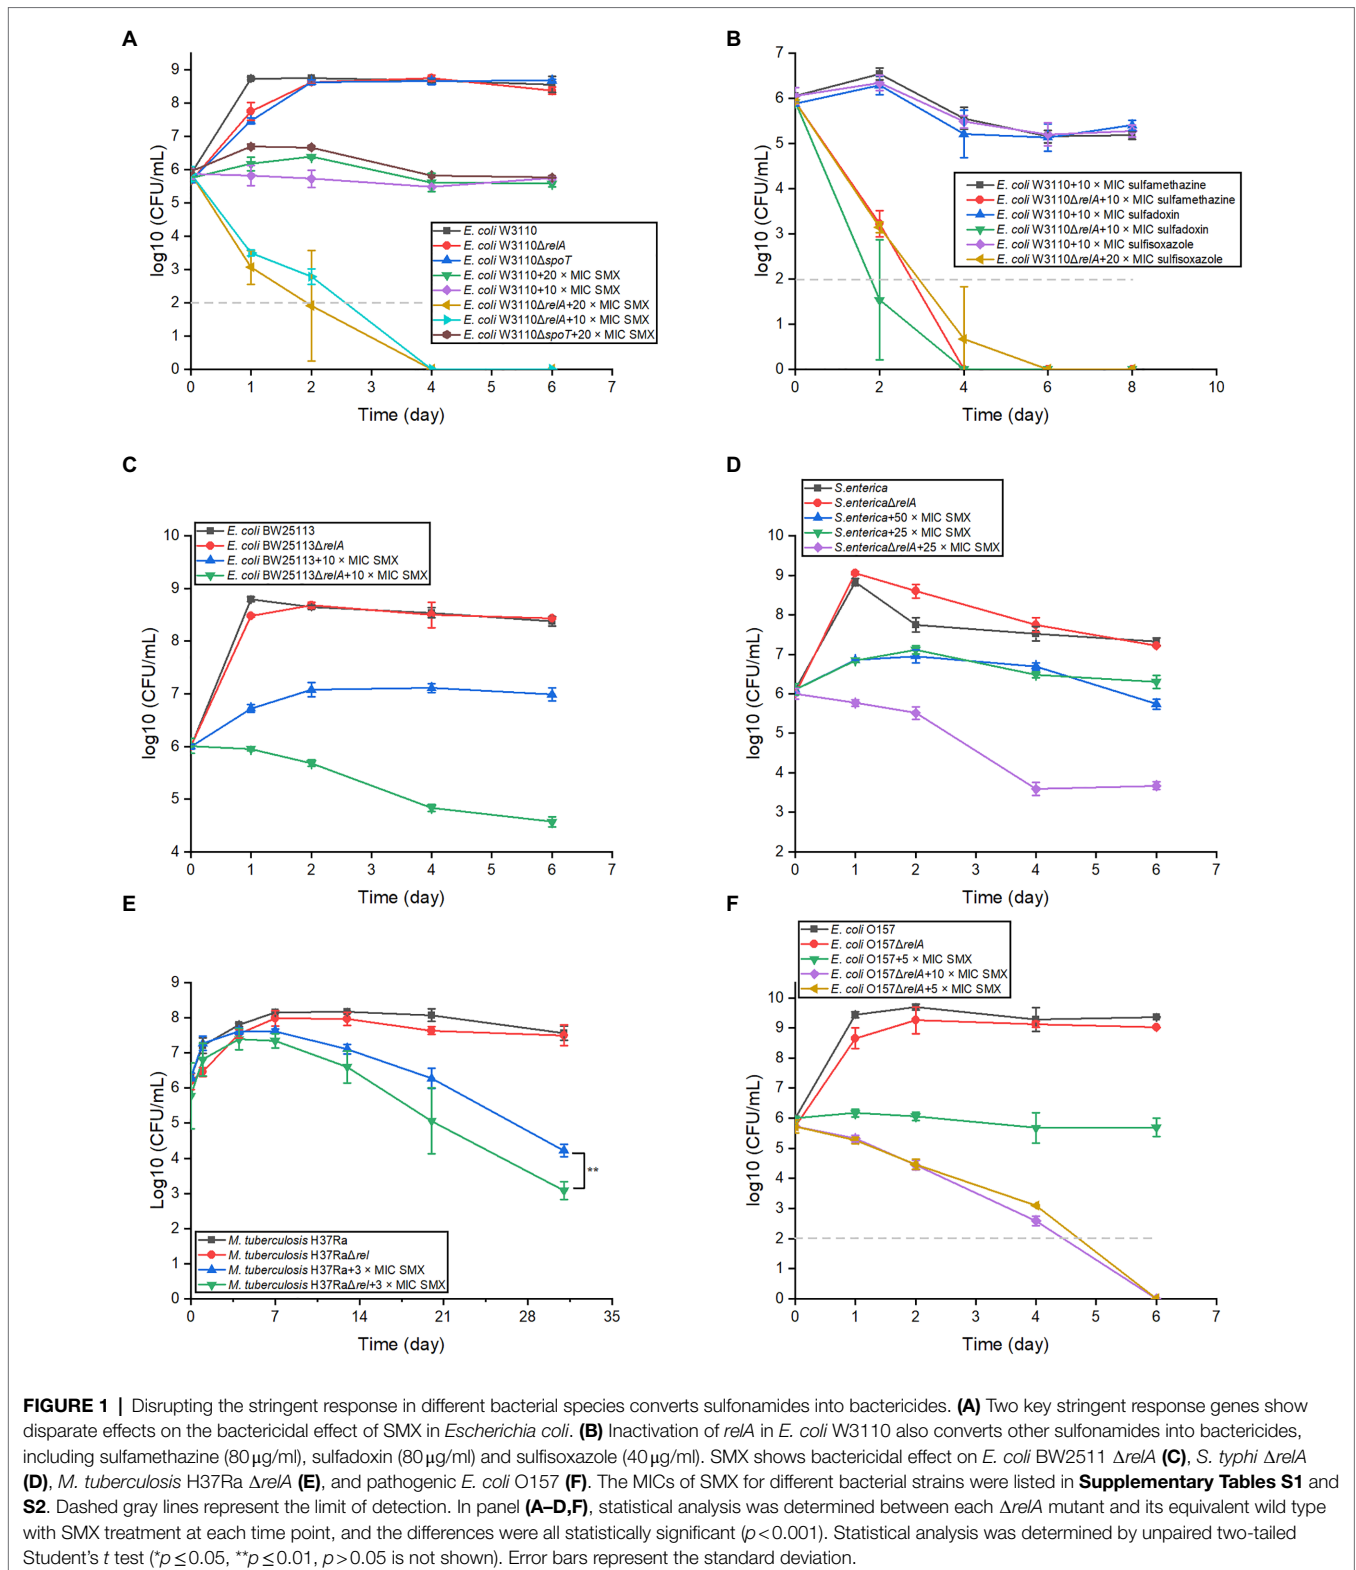 A
log10 (CFU/mL)
9
8
7
6
5
4
3
2
1
0
E. coli W3110
E. coli W3110ΔrelA
E. coli W3110ΔspoT
E. coli W3110+20 × MIC SMX
E. coli W3110+10 × MIC SMX
E. coli W3110ΔrelA+20 × MIC SMX
E. coli W3110ΔrelA+10 × MIC SMX
E. coli W3110ΔspoT+20 × MIC SMX
0 1 2 3 4 5 6 7
Time (day)
B
log10 (CFU/mL)
7
6
5
4
3
2
1
0
E. coli W3110+10 × MIC sulfamethazine
E. coli W3110ΔrelA+10 × MIC sulfamethazine
E. coli W3110+10 × MIC sulfadoxin
E. coli W3110ΔrelA+10 × MIC sulfadoxin
E. coli W3110+10 × MIC sulfisoxazole
E. coli W3110ΔrelA+20 × MIC sulfisoxazole
0 2 4 6 8 10
Time (day)
C
log10 (CFU/mL)
E. coli BW25113
E. coli BW25113ΔrelA
E. coli BW25113+10 × MIC SMX
E. coli BW25113ΔrelA+10 × MIC SMX
10
9
8
7
6
5
4
0 1 2 3 4 5 6 7
Time (day)
D
log10 (CFU/mL)
S.enterica
S.entericaΔrelA
S.enterica+50 × MIC SMX
S.enterica+25 × MIC SMX
S.entericaΔrelA+25 × MIC SMX
10
9
8
7
6
5
4
3
2
0 1 2 3 4 5 6 7
Time (day)
E
Log10 (CFU/mL)
9
8
7
6
5
4
3
2
1
0
**
M. tuberculosis H37Ra
M. tuberculosis H37RaΔrel
M. tuberculosis H37Ra+3 × MIC SMX
M. tuberculosis H37RaΔrel+3 × MIC SMX
0 7 14 21 28 35
Time (day)
F
log10 (CFU/mL)
E. coli O157
E. coli O157ΔrelA
E. coli O157+5 × MIC SMX
E. coli O157ΔrelA+10 × MIC SMX
E. coli O157ΔrelA+5 × MIC SMX
10
9
8
7
6
5
4
3
2
1
0
0 1 2 3 4 5 6 7
Time (day)
FIGURE 1 | Disrupting the stringent response in different bacterial species converts sulfonamides into bactericides. (A) Two key stringent response genes show
disparate effects on the bactericidal effect of SMX in Escherichia coli. (B) Inactivation of relA in E. coli W3110 also converts other sulfonamides into bactericides,
including sulfamethazine (80 μg/ml), sulfadoxin (80 μg/ml) and sulfisoxazole (40 μg/ml). SMX shows bactericidal effect on E. coli BW2511 ΔrelA (C), S. typhi ΔrelA
(D), M. tuberculosis H37Ra ΔrelA (E), and pathogenic E. coli O157 (F). The MICs of SMX for different bacterial strains were listed in Supplementary Tables S1 and
S2. Dashed gray lines represent the limit of detection. In panel (A–D,F), statistical analysis was determined between each ΔrelA mutant and its equivalent wild type
with SMX treatment at each time point, and the differences were all statistically significant (p < 0.001). Statistical analysis was determined by unpaired two-tailed
Student's t test (*p ≤ 0.05, **p ≤ 0.01, p > 0.05 is not shown). Error bars represent the standard deviation.